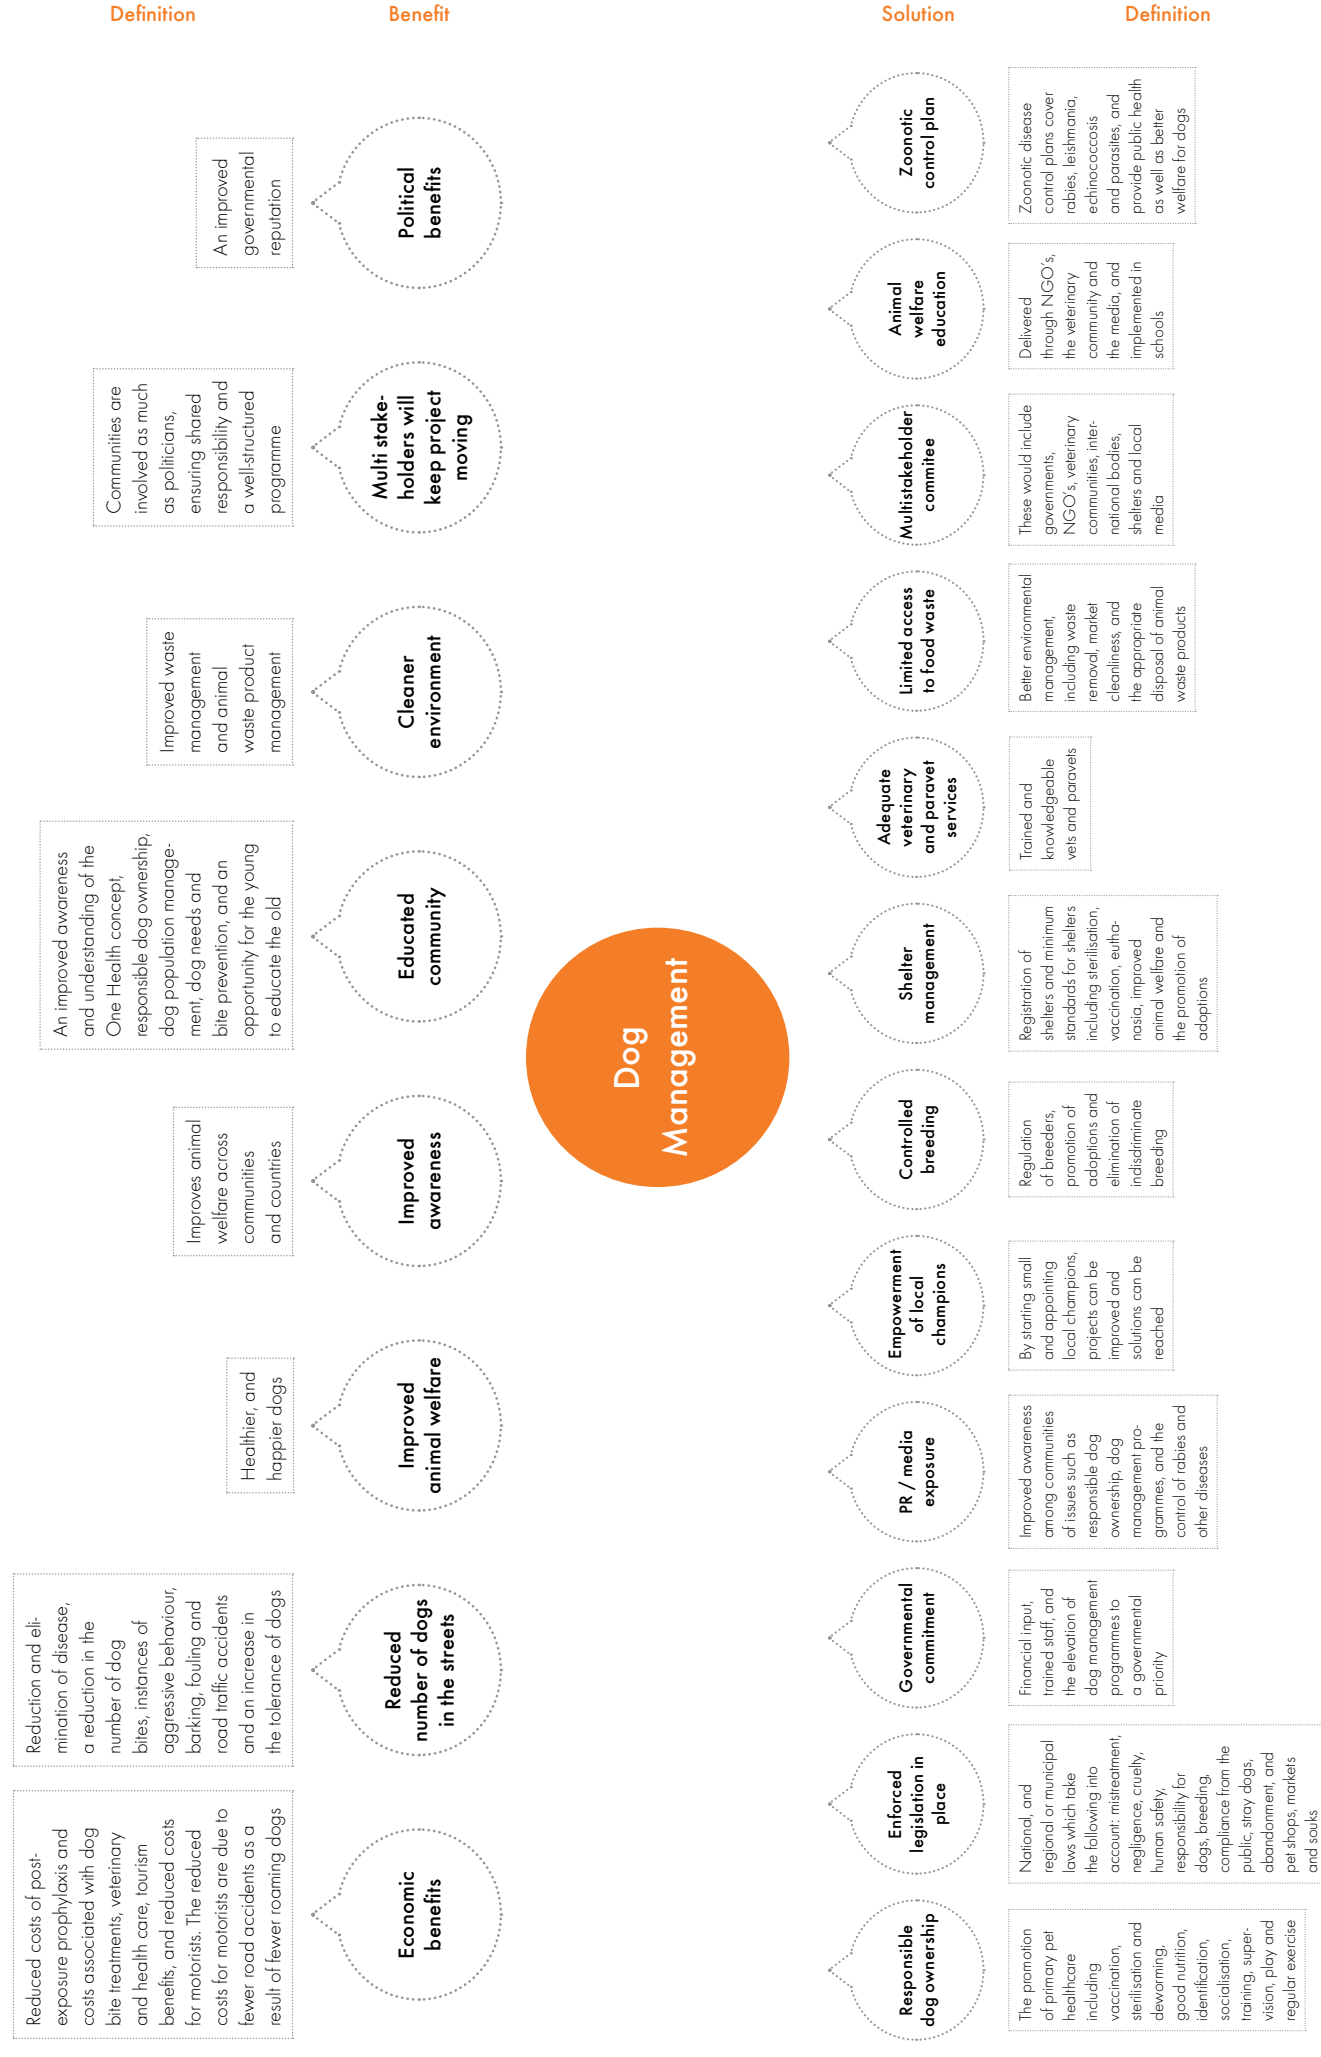 Definition
Reduced costs of post-
exposure prophylaxis and
costs associated with dog
bite treatments, veterinary
and health care, tourism
benefits, and reduced costs
for motorists. The reduced
costs for motorists are due to
fewer road accidents as a
result of fewer roaming dogs
Reduction and eli-
mination of disease,
a reduction in the
number of dog
bites, instances of
aggressive behaviour,
barking, fouling and
road traffic accidents
and an increase in
the tolerance of dogs
Healthier, and
happier dogs
Improves animal
welfare across
communities
and countries
An improved awareness
and understanding of the
One Health concept,
responsible dog ownership,
dog population manage-
ment, dog needs and
bite prevention, and an
opportunity for the young
to educate the old
Improved waste
management
and animal
waste product
management
Communities are
involved as much
as politicians,
ensuring shared
responsibility and
a well-structured
programme
An improved
governmental
reputation
Benefit
Economic
benefits
Reduced
number of dogs
in the streets
Improved
animal welfare
Improved
awareness
Educated
community
Cleaner
environment
Multi stake-
holders will
keep project
moving
Political
benefits
Dog
Management
Solution
Responsible
dog ownership
Enforced
legislation in
place
Governmental
commitment
PR / media
exposure
Empowerment
of local
champions
Controlled
breeding
Shelter
management
Adequate
veterinary
and paravet
services
Limited access
to food waste
Multistakeholder
commitee
Animal
welfare
education
Zoonotic
control plan
Definition
The promotion
of primary pet
healthcare
including
vaccination,
sterilisation and
deworming,
good nutrition,
identification,
socialisation,
training, super-
vision, play and
regular exercise
National, and
regional or municipal
laws which take
the following into
account: mistreatment,
negligence, cruelty,
human safety,
responsibility for
dogs, breeding,
compliance from the
public, stray dogs,
abandonment, and
pet shops, markets
and souks
Financial input,
trained staff, and
the elevation of
dog management
programmes to
a governmental
priority
Improved awareness
among communities
of issues such as
responsible dog
ownership, dog
management pro-
grammes, and the
control of rabies and
other diseases
By starting small
and appointing
local champions,
projects can be
improved and
solutions can be
reached
Regulation
of breeders,
promotion of
adoptions and
elimination of
indisdiriminate
breeding
Registration of
shelters and minimum
standards for shelters
including sterilisation,
vaccination, eutha-
nasia, improved
animal welfare and
the promotion of
adoptions
Trained and
knowledgeable
vets and paravets
Better environmental
management,
including waste
removal, market
cleanliness, and
the appropriate
disposal of animal
waste products
These would include
governments,
NGO's, veterinary
communities, inter-
national bodies,
shelters and local
media
Delivered
through NGO's,
the veterinary
community and
the media, and
implemented in
schools
Zoonotic disease
control plans cover
rabies, leishmania,
echinococcosis
and parasites, and
provide public health
as well as better
welfare for dogs